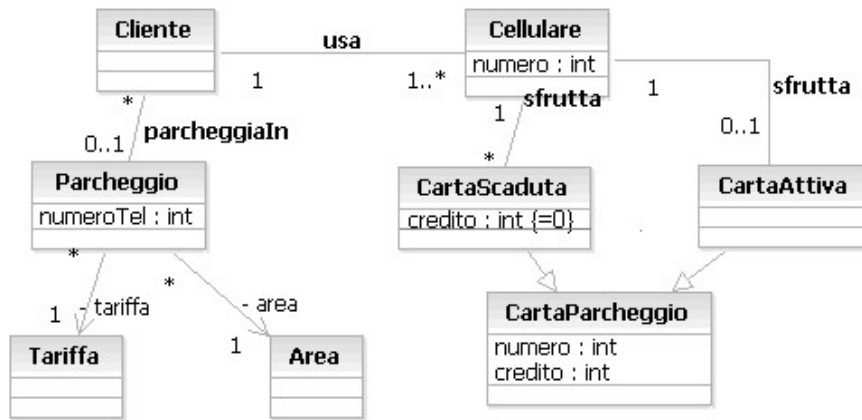 Cliente
usa
Cellulare
numero : int
1
1..*
sfrutta
1
sfrutta
1
0..1
*
*
parcheggiaIn
0..1
Parcheggio
numeroTel : int
CartaScaduta
credito : int {=0}
CartaAttiva
*
*
- tariffa
- area
1
1
Tariffa
Area
CartaParcheggio
numero : int
credito : int